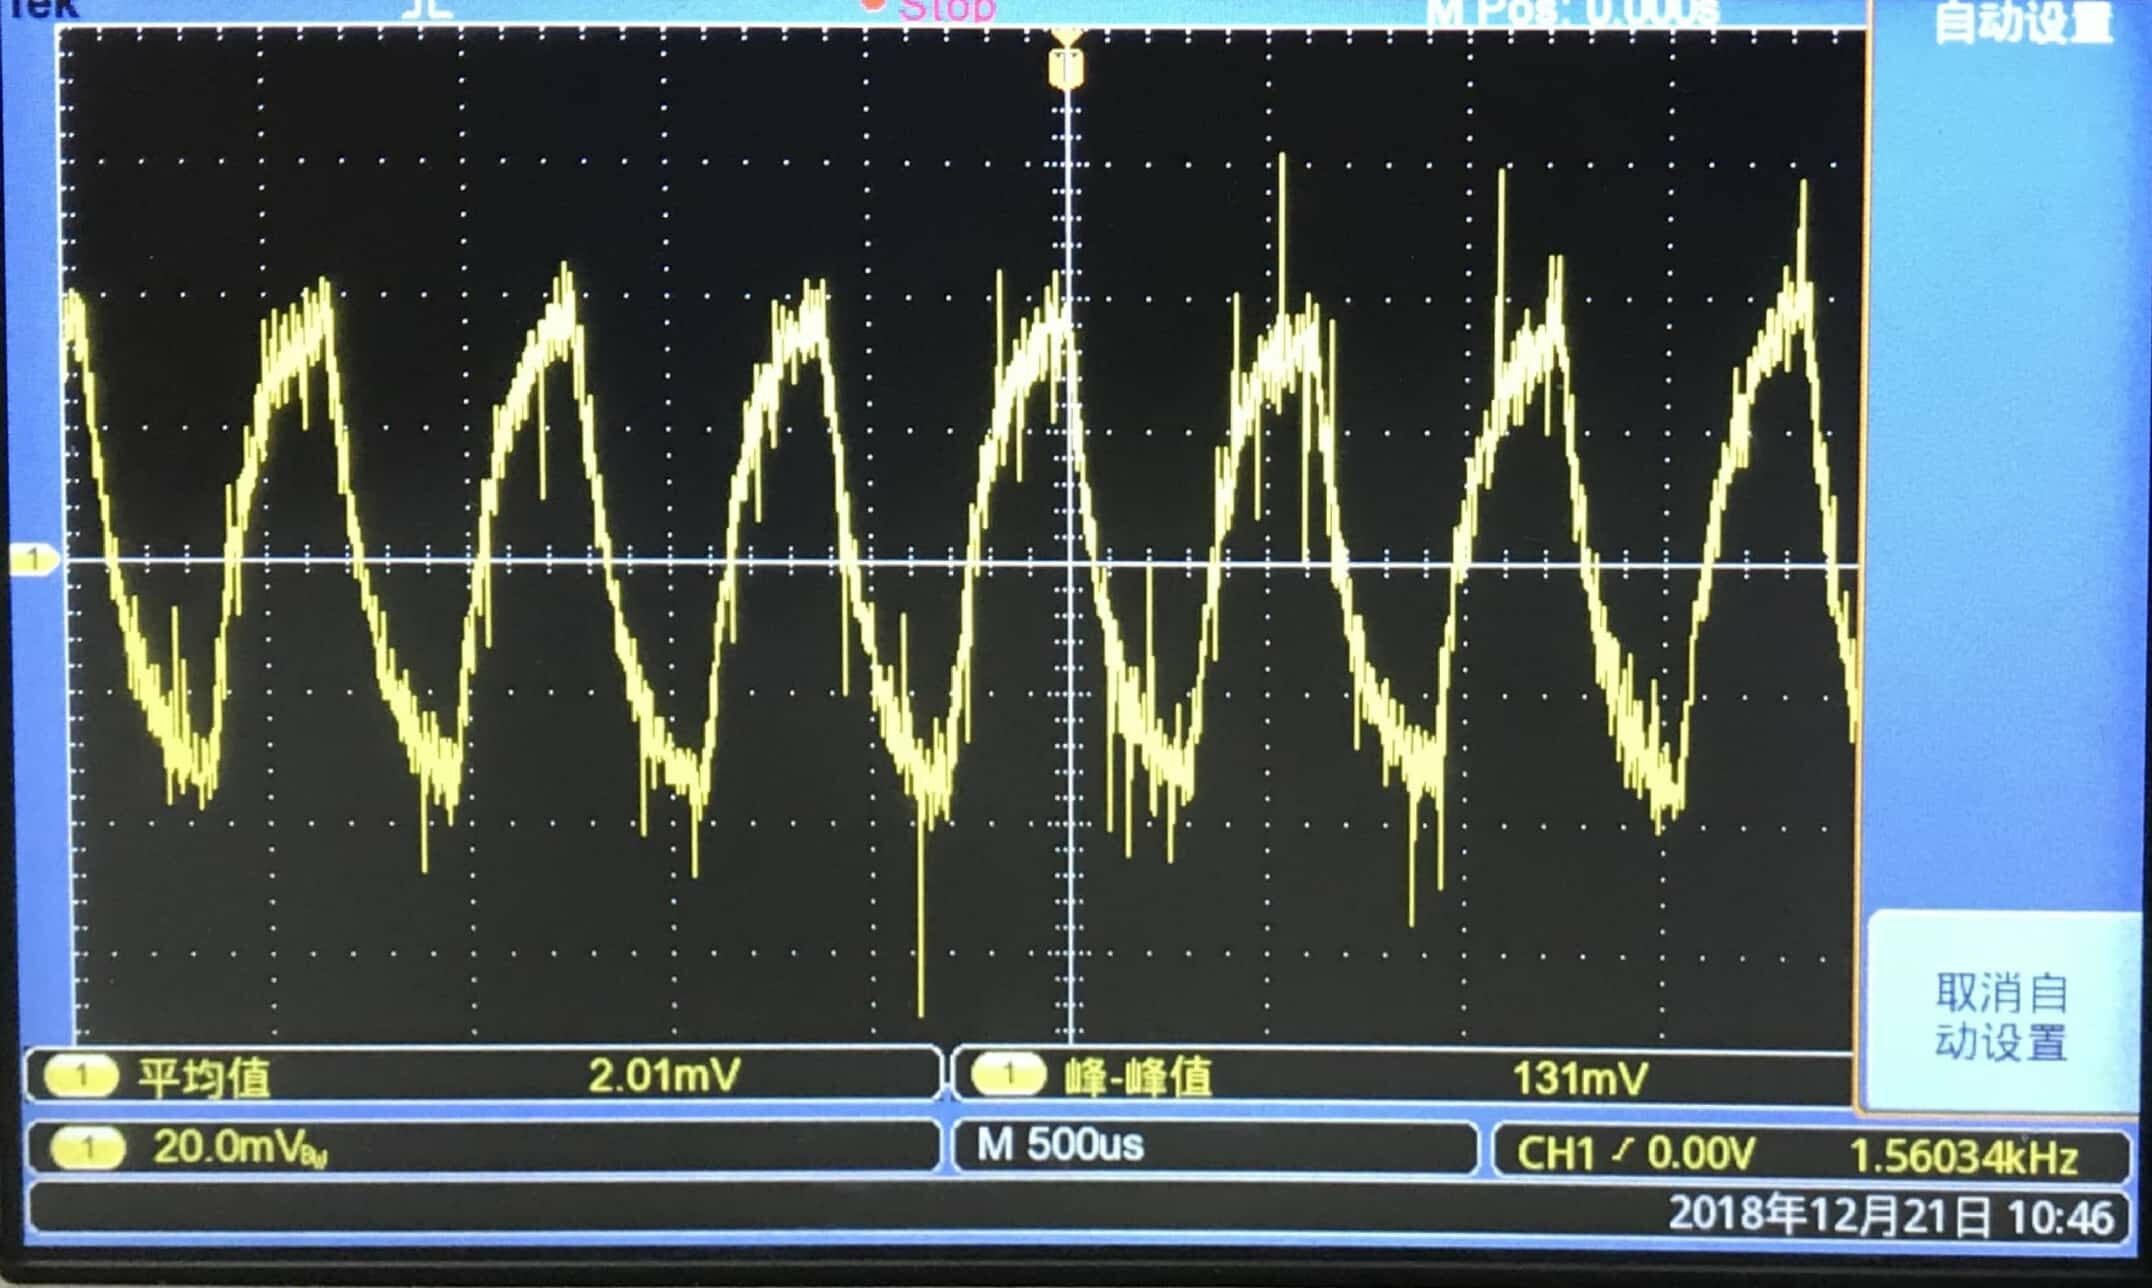 Tek
Stop
M Pos: 0.000s
自动设置
T
1
取消自
动设置
1 平均值 2.01mV
1 峰-峰值 131mV
1 20.0mVBW
M 500us
CH1 0.00V 1.56034kHz
2018年12月21日 10:46